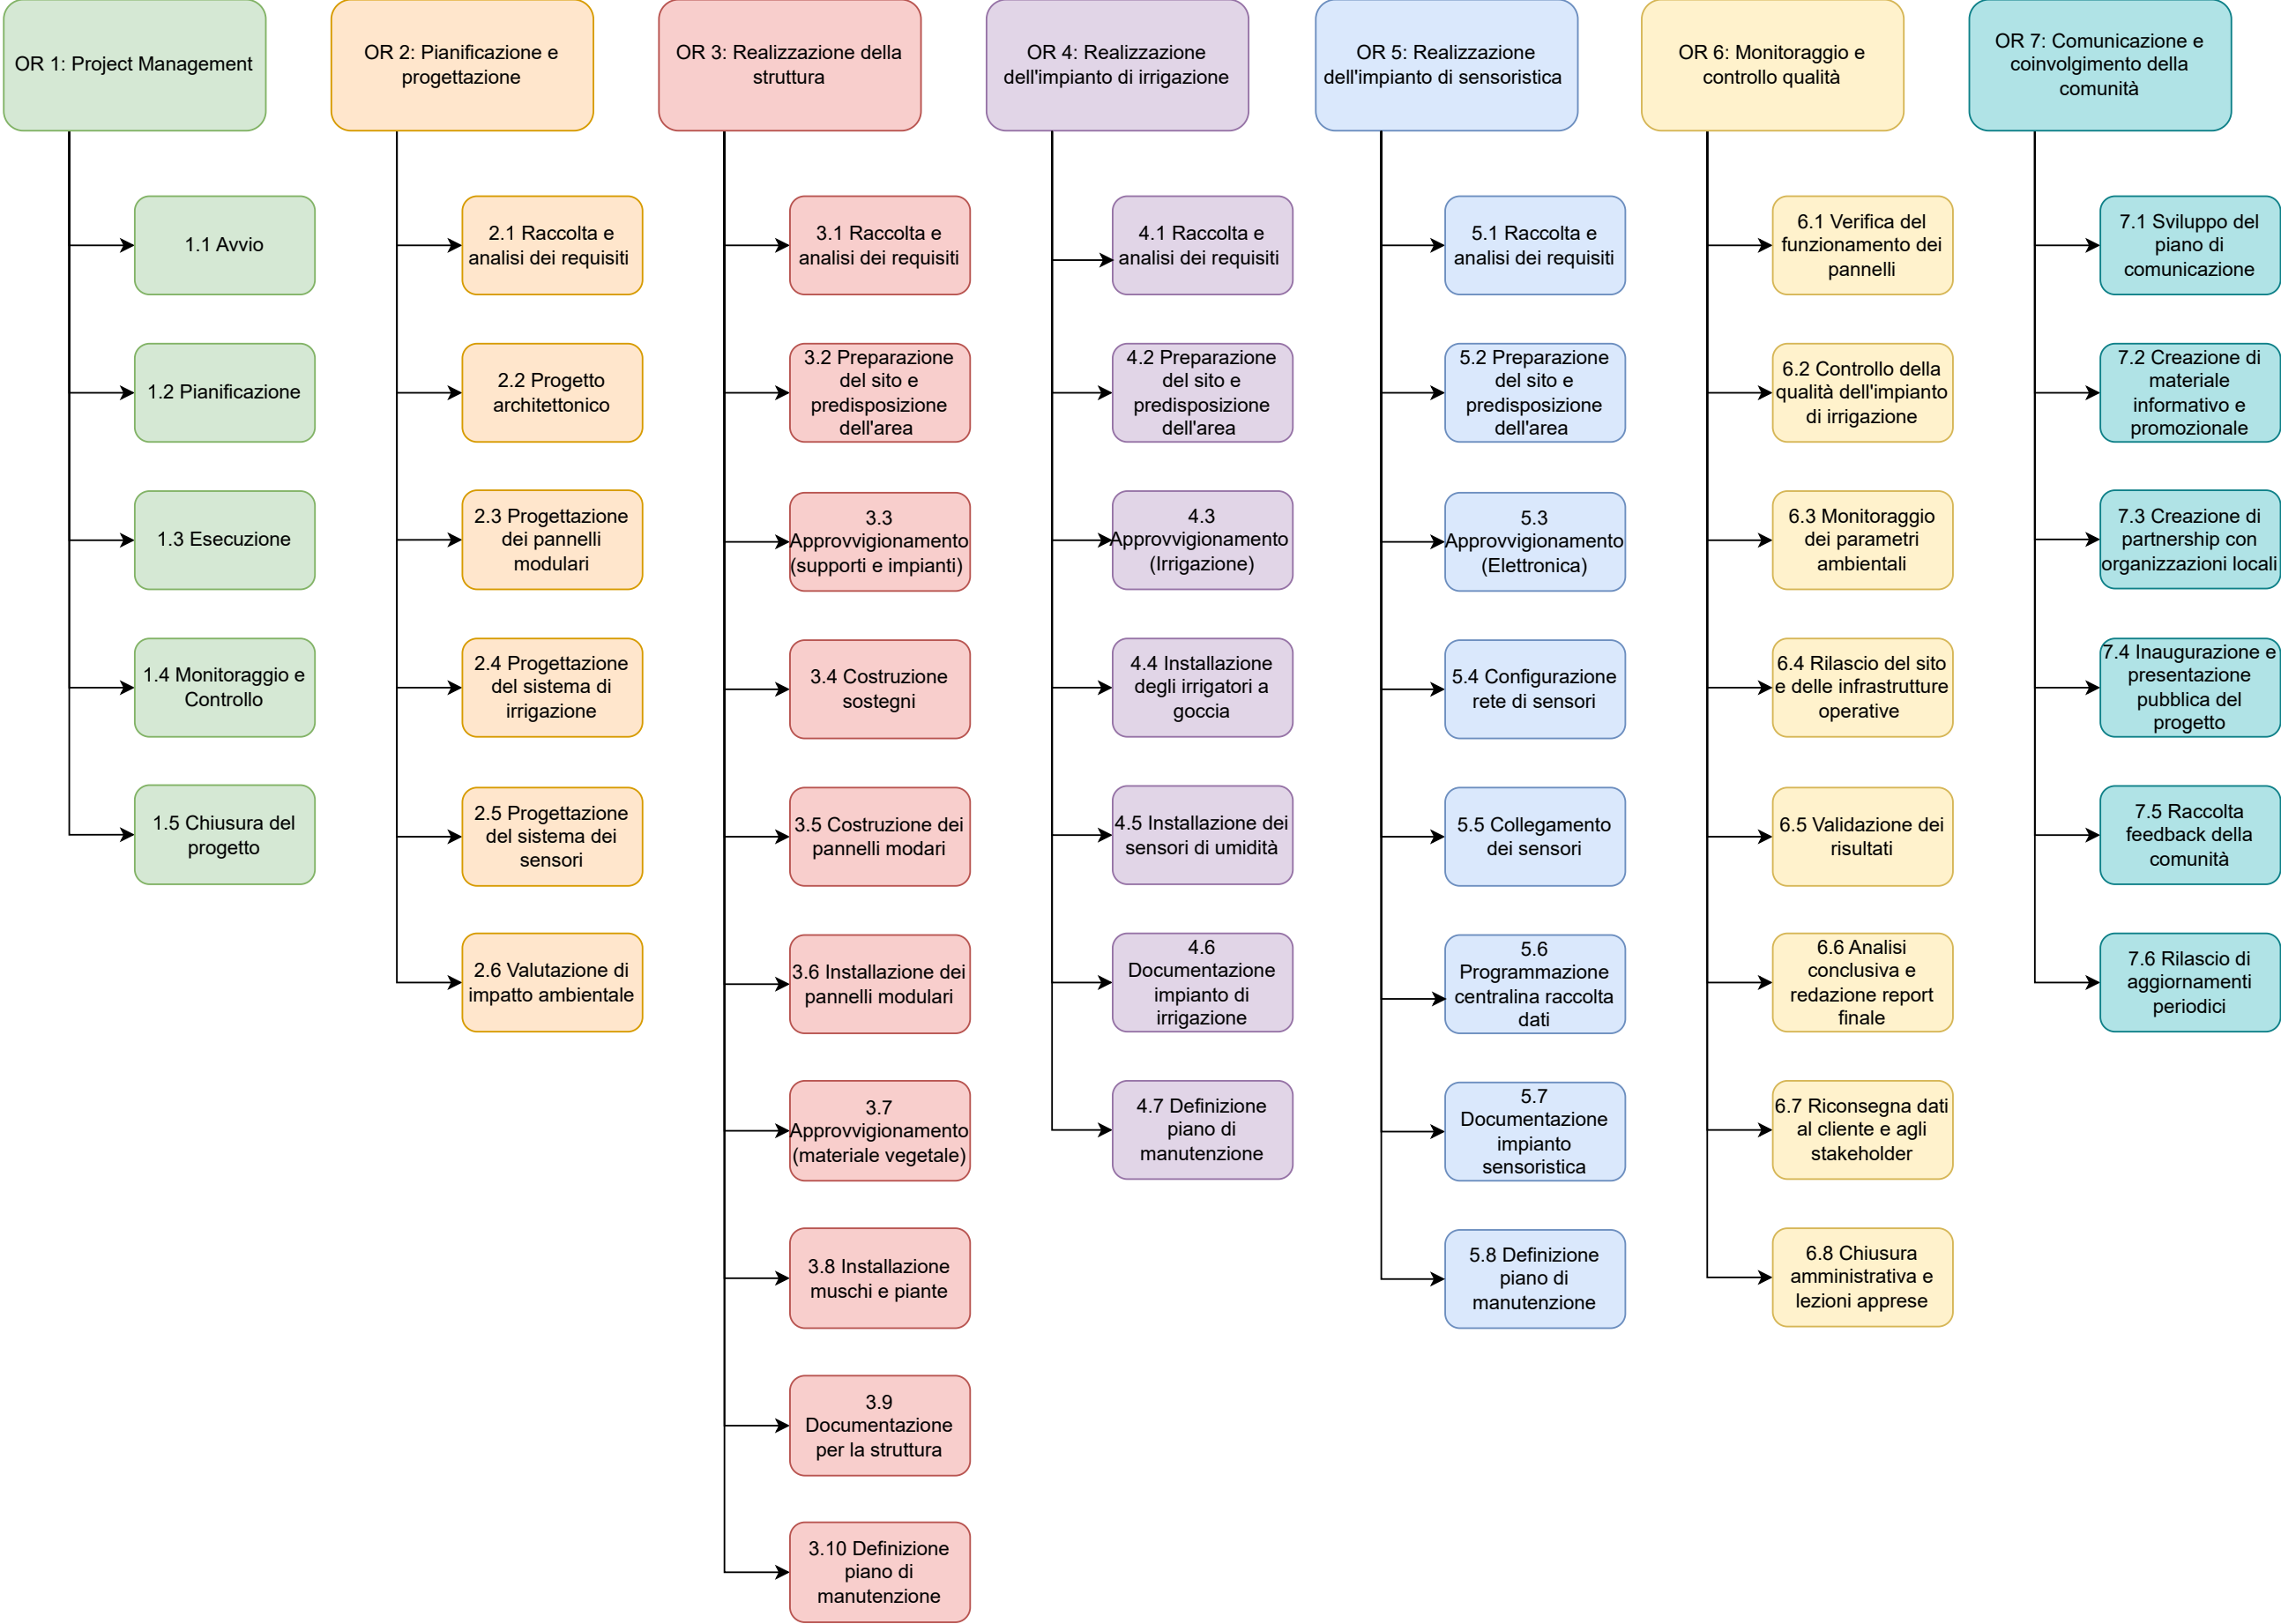 OR 1: Project Management
1.1 Avvio
1.2 Pianificazione
1.3 Esecuzione
1.4 Monitoraggio e
Controllo
1.5 Chiusura del
progetto
OR 2: Pianificazione e
progettazione
2.1 Raccolta e
analisi dei requisiti
2.2 Progetto
architettonico
2.3 Progettazione
dei pannelli
modulari
2.4 Progettazione
del sistema di
irrigazione
2.5 Progettazione
del sistema dei
sensori
2.6 Valutazione di
impatto ambientale
OR 3: Realizzazione della
struttura
3.1 Raccolta e
analisi dei requisiti
3.2 Preparazione
del sito e
predisposizione
dell'area
3.3
Approvvigionamento
(supporti e impianti)
3.4 Costruzione
sostegni
3.5 Costruzione dei
pannelli modari
3.6 Installazione dei
pannelli modulari
3.7
Approvvigionamento
(materiale vegetale)
3.8 Installazione
muschi e piante
3.9
Documentazione
per la struttura
3.10 Definizione
piano di
manutenzione
OR 4: Realizzazione
dell'impianto di irrigazione
4.1 Raccolta e
analisi dei requisiti
4.2 Preparazione
del sito e
predisposizione
dell'area
4.3
Approvvigionamento
(Irrigazione)
4.4 Installazione
degli irrigatori a
goccia
4.5 Installazione dei
sensori di umidità
4.6
Documentazione
impianto di
irrigazione
4.7 Definizione
piano di
manutenzione
OR 5: Realizzazione
dell'impianto di sensoristica
5.1 Raccolta e
analisi dei requisiti
5.2 Preparazione
del sito e
predisposizione
dell'area
5.3
Approvvigionamento
(Elettronica)
5.4 Configurazione
rete di sensori
5.5 Collegamento
dei sensori
5.6
Programmazione
centralina raccolta
dati
5.7
Documentazione
impianto
sensoristica
5.8 Definizione
piano di
manutenzione
OR 6: Monitoraggio e
controllo qualità
6.1 Verifica del
funzionamento dei
pannelli
6.2 Controllo della
qualità dell'impianto
di irrigazione
6.3 Monitoraggio
dei parametri
ambientali
6.4 Rilascio del sito
e delle infrastrutture
operative
6.5 Validazione dei
risultati
6.6 Analisi
conclusiva e
redazione report
finale
6.7 Riconsegna dati
al cliente e agli
stakeholder
6.8 Chiusura
amministrativa e
lezioni apprese
OR 7: Comunicazione e
coinvolgimento della
comunità
7.1 Sviluppo del
piano di
comunicazione
7.2 Creazione di
materiale
informativo e
promozionale
7.3 Creazione di
partnership con
organizzazioni locali
7.4 Inaugurazione e
presentazione
pubblica del
progetto
7.5 Raccolta
feedback della
comunità
7.6 Rilascio di
aggiornamenti
periodici